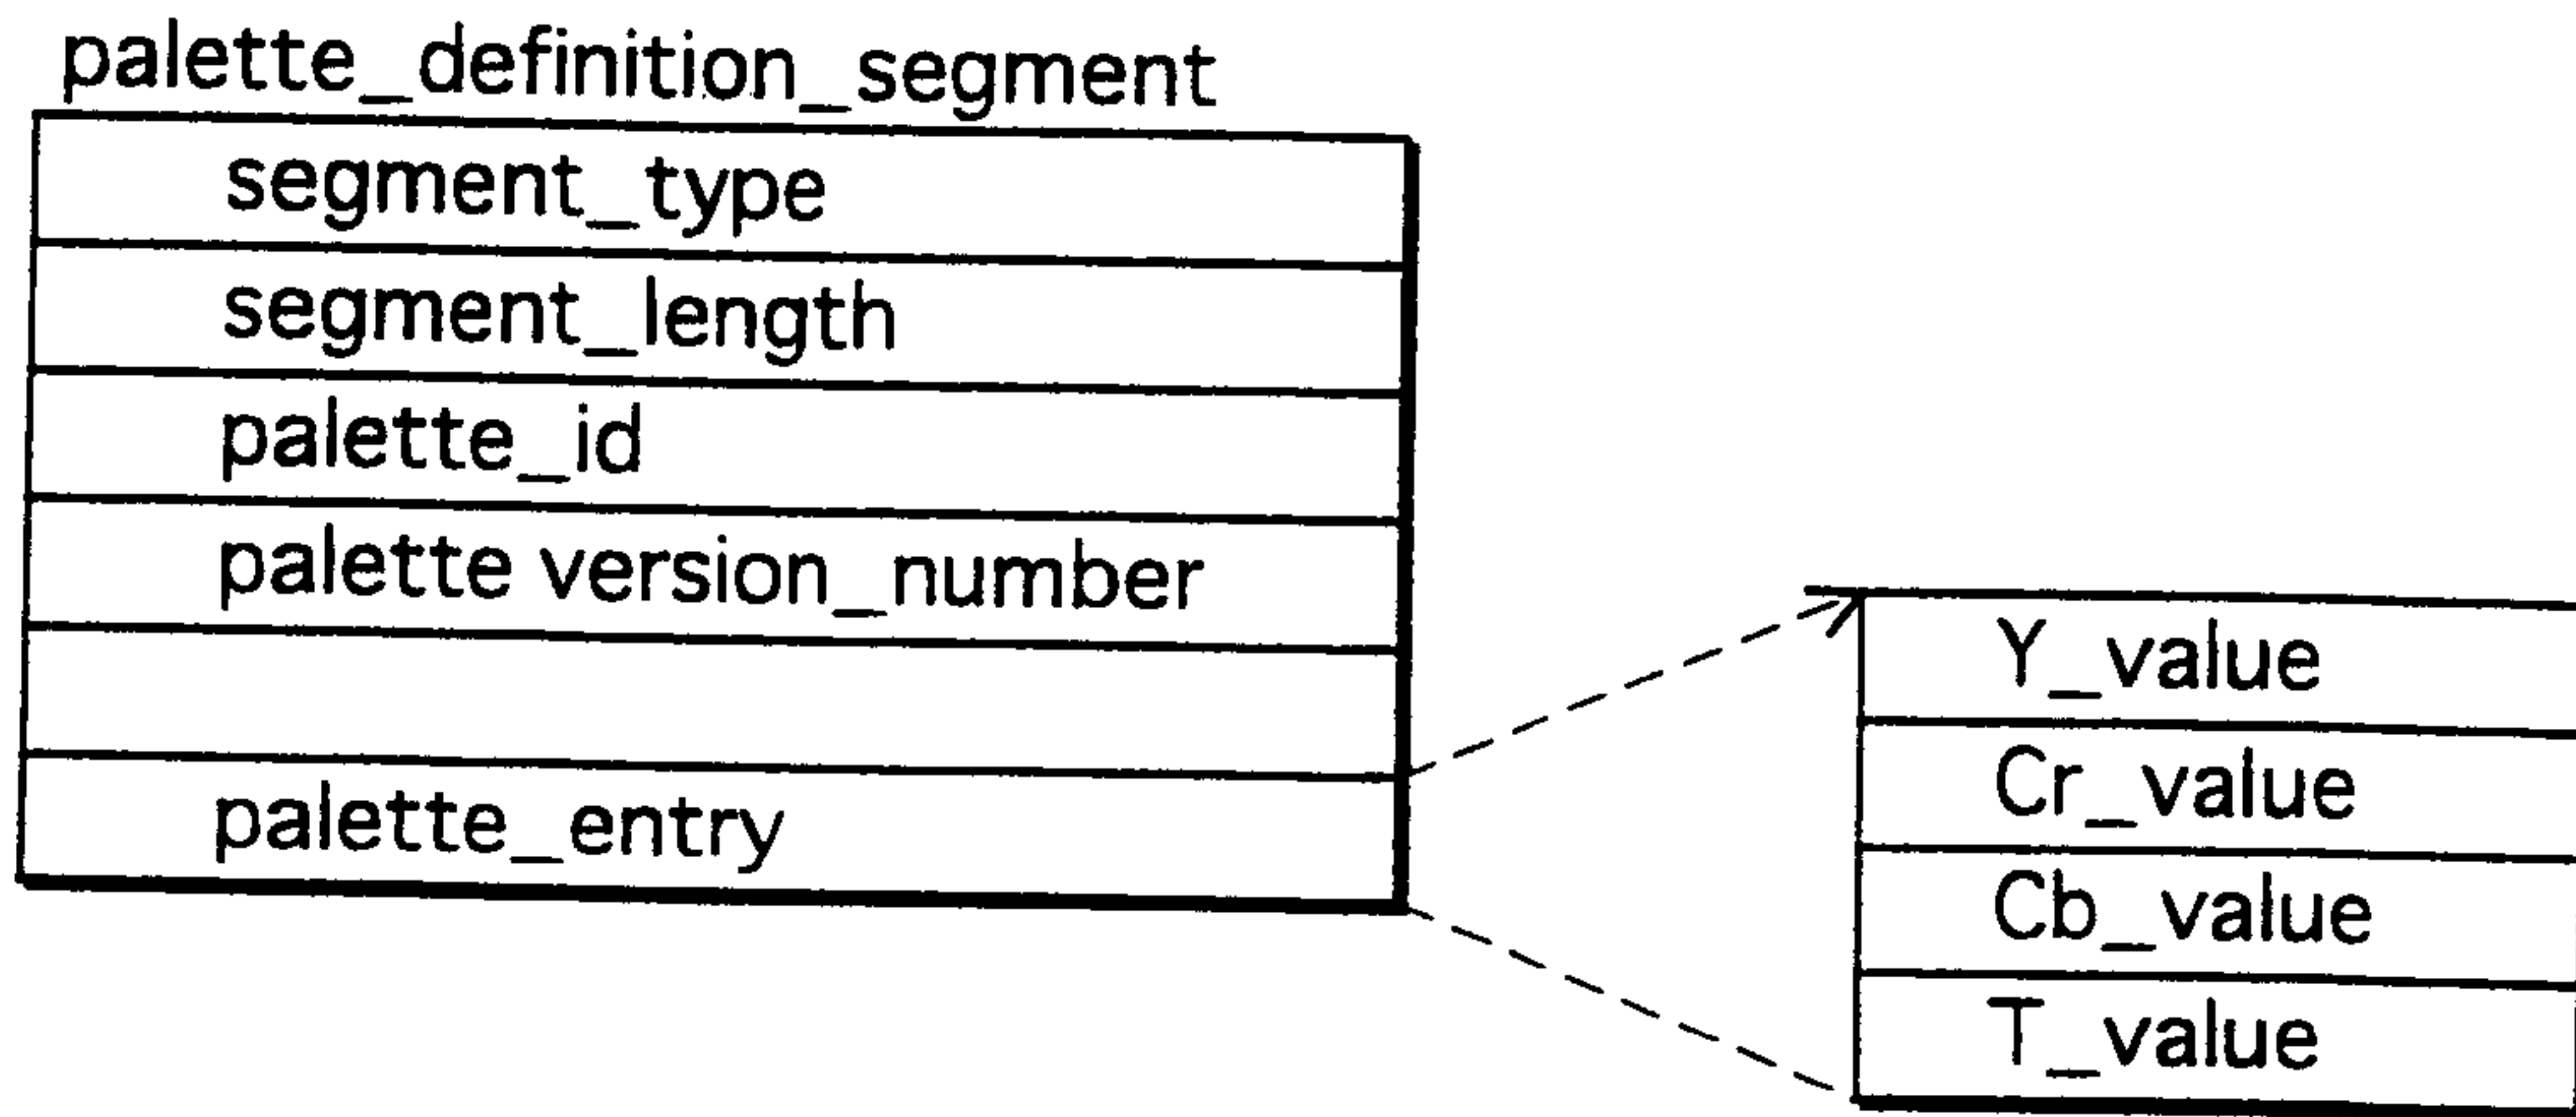 palette_definition_segment
segment_type
segment_length
palette_id
palette version_number
palette_entry
Y_value
Cr_value
Cb_value
T_value